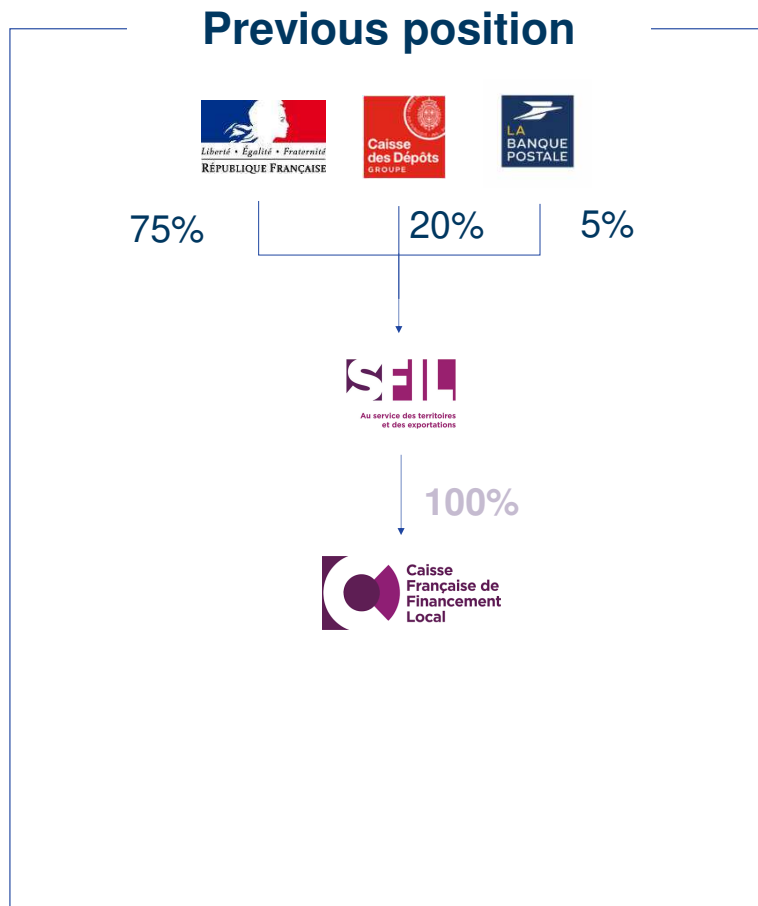 Previous position
Liberté • Égalité • Fraternité
RÉPUBLIQUE FRANÇAISE
Caisse
des Dépôts
GROUPE
LA
BANQUE
POSTALE
75%
20%
5%
SFIL
Au service des territoires
et des exportations
100%
Caisse
Française de
Financement
Local